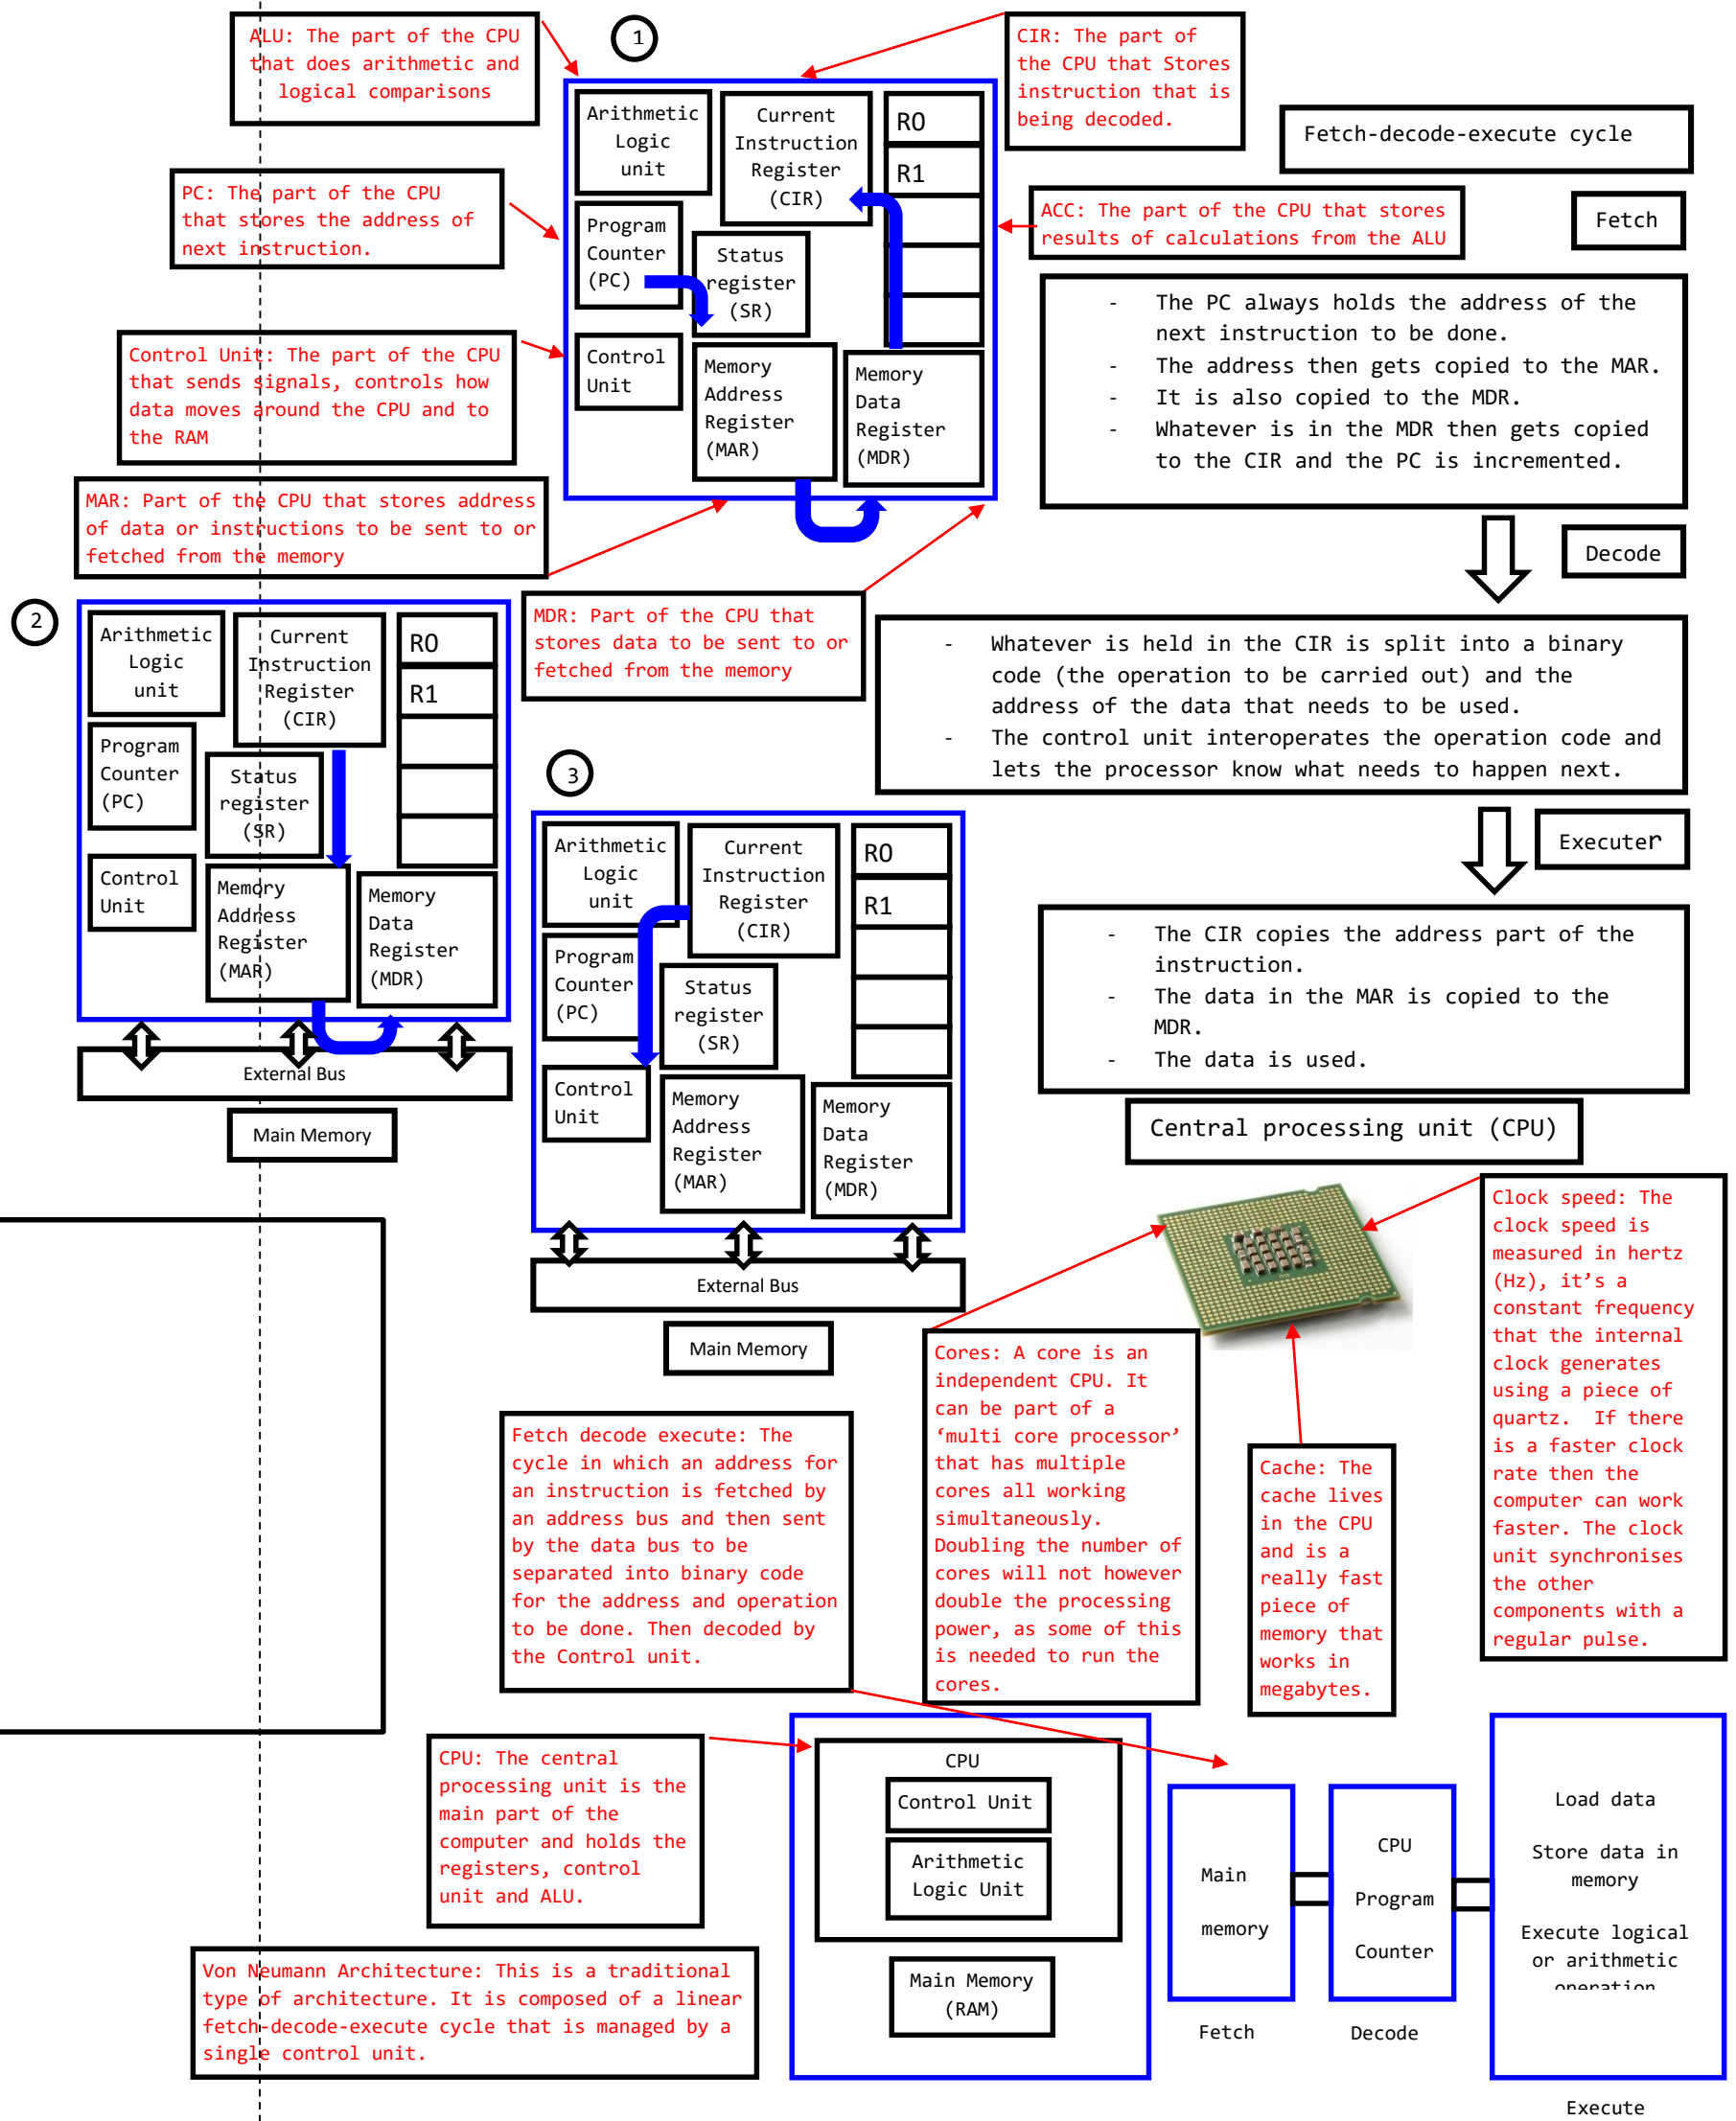 ALU: The part of the CPU
that does arithmetic and
logical comparisons
1
CIR: The part of
the CPU that Stores
instruction that is
being decoded.
Arithmetic
Logic
unit
Current
Instruction
Register
(CIR)
R0
R1
Fetch-decode-execute cycle
PC: The part of the CPU
that stores the address of
next instruction.
Program
Counter
(PC)
Status
register
(SR)
ACC: The part of the CPU that stores
results of calculations from the ALU
Fetch
Control Unit: The part of the CPU
that sends signals, controls how
data moves around the CPU and to
the RAM
Control
Unit
Memory
Address
Register
(MAR)
Memory
Data
Register
(MDR)
- The PC always holds the address of the
next instruction to be done.
- The address then gets copied to the MAR.
- It is also copied to the MDR.
- Whatever is in the MDR then gets copied
to the CIR and the PC is incremented.
MAR: Part of the CPU that stores address
of data or instructions to be sent to or
fetched from the memory
Decode
MDR: Part of the CPU that
stores data to be sent to or
fetched from the memory
2
Arithmetic
Logic
unit
Current
Instruction
Register
(CIR)
R0
R1
Program
Counter
(PC)
Status
register
(SR)
Control
Unit
Memory
Address
Register
(MAR)
Memory
Data
Register
(MDR)
External Bus
Main Memory
- Whatever is held in the CIR is split into a binary
code (the operation to be carried out) and the
address of the data that needs to be used.
- The control unit interoperates the operation code and
lets the processor know what needs to happen next.
3
Arithmetic
Logic
unit
Current
Instruction
Register
(CIR)
R0
R1
Program
Counter
(PC)
Status
register
(SR)
Control
Unit
Memory
Address
Register
(MAR)
Memory
Data
Register
(MDR)
External Bus
Main Memory
Executer
- The CIR copies the address part of the
instruction.
- The data in the MAR is copied to the
MDR.
- The data is used.
Central processing unit (CPU)
Clock speed: The
clock speed is
measured in hertz
(Hz), it’s a
constant frequency
that the internal
clock generates
using a piece of
quartz. If there
is a faster clock
rate then the
computer can work
faster. The clock
unit synchronises
the other
components with a
regular pulse.
Cores: A core is an
independent CPU. It
can be part of a
‘multi core processor’
that has multiple
cores all working
simultaneously.
Doubling the number of
cores will not however
double the processing
power, as some of this
is needed to run the
cores.
Cache: The
cache lives
in the CPU
and is a
really fast
piece of
memory that
works in
megabytes.
Fetch decode execute: The
cycle in which an address for
an instruction is fetched by
an address bus and then sent
by the data bus to be
separated into binary code
for the address and operation
to be done. Then decoded by
the Control unit.
CPU: The central
processing unit is the
main part of the
computer and holds the
registers, control
unit and ALU.
CPU
Control Unit
Arithmetic
Logic Unit
Main Memory
(RAM)
Main
memory
Fetch
CPU
Program
Counter
Decode
Load data
Store data in
memory
Execute logical
or arithmetic
operation
Execute
Von Neumann Architecture: This is a traditional
type of architecture. It is composed of a linear
fetch-decode-execute cycle that is managed by a
single control unit.